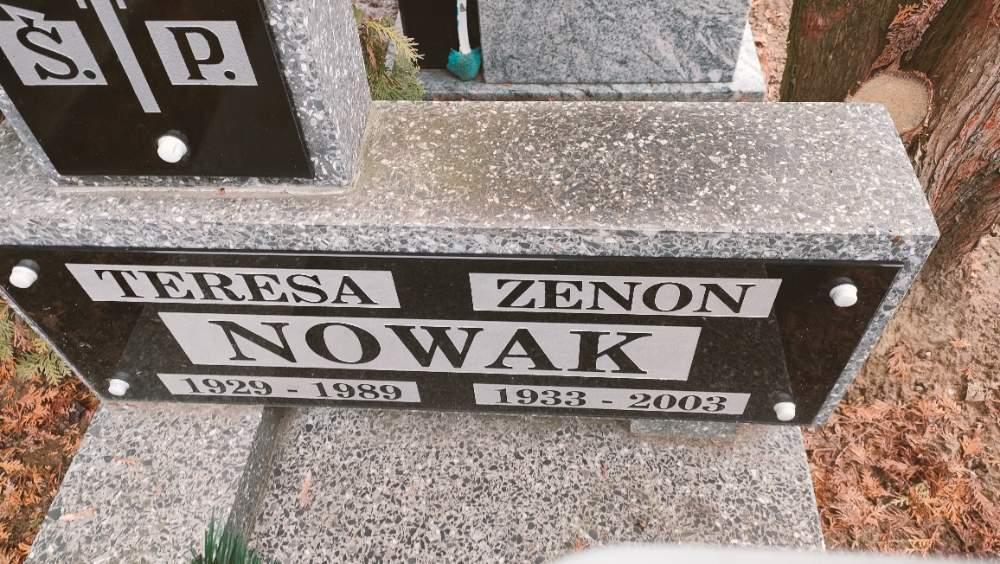 Ś. P.
TERESA ZENON
NOWAK
1929 - 1989 1933 - 2003